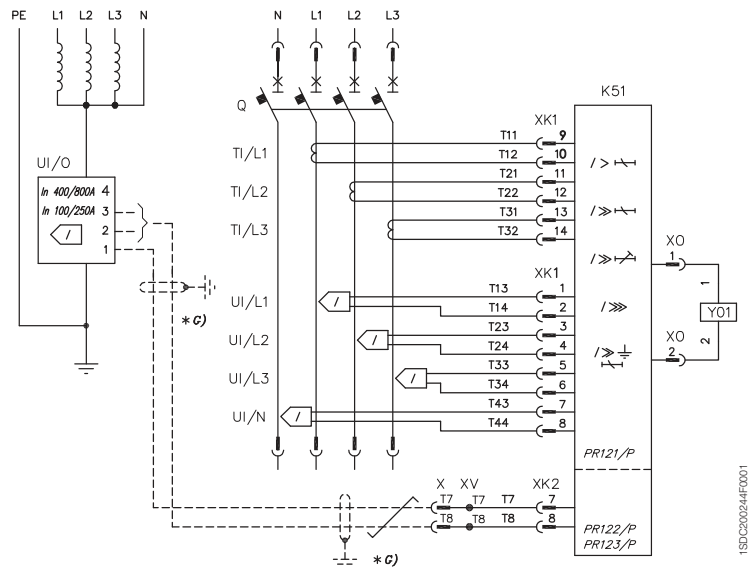 PE L1 L2 L3 N
N L1 L2 L3
K51
Q
XK1
UI/O
In 400/800A 4
In 100/250A 3
2
/ 1
TI/L1
T11 9
T12 10
TI/L2
T21 11
T22 12
TI/L3
T31 13
T32 14
/>
/≫
/≫
/⋙
/≫
XO
1
1
Y01
2
XO
2
*G)
XK1
UI/L1 /
T13 1
T14 2
UI/L2 /
T23 3
T24 4
UI/L3 /
T33 5
T34 6
UI/N /
T43 7
T44 8
PR121/P
X XV XK2
T7 T7 T7 7
T8 T8 T8 8
PR122/P
PR123/P
*G)
1SDC200244F0001